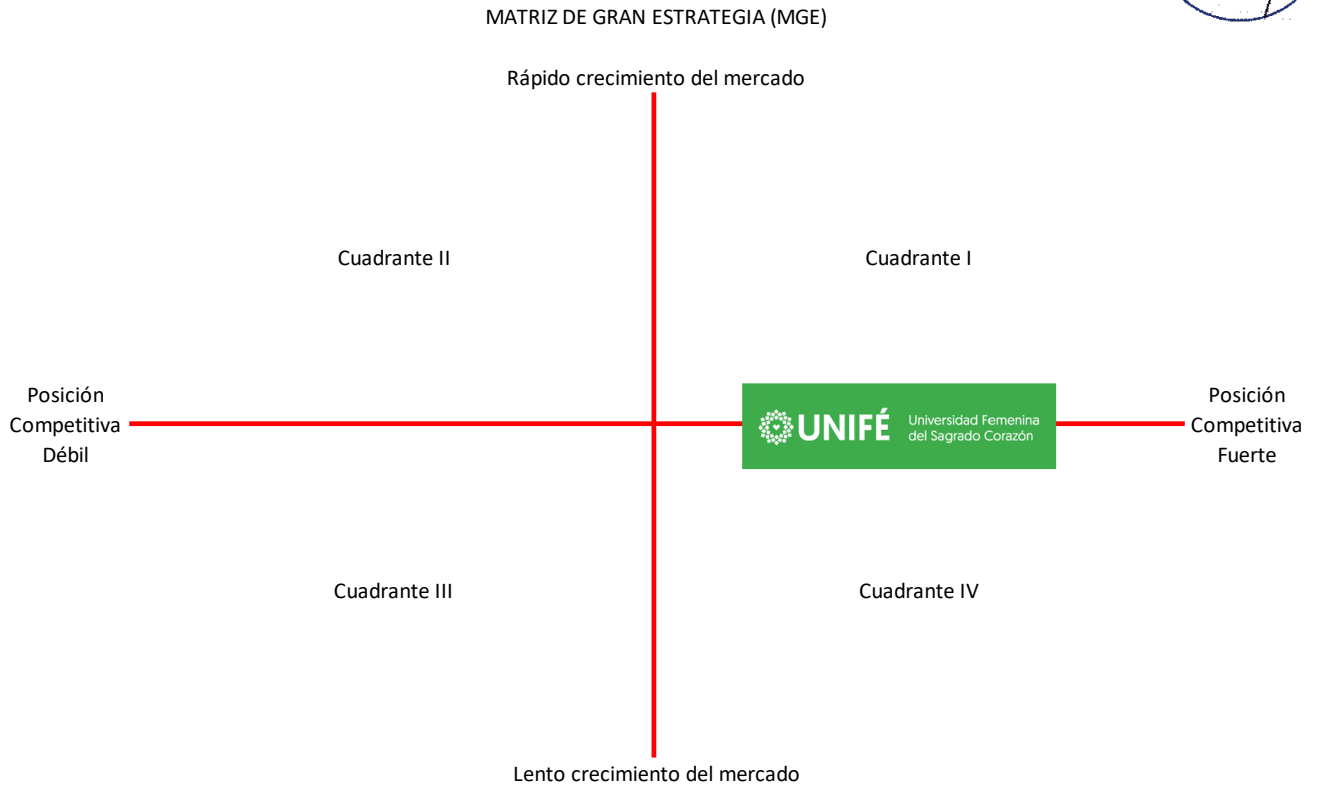 MATRIZ DE GRAN ESTRATEGIA (MGE)
Rápido crecimiento del mercado
Cuadrante II
Cuadrante I
Posición
Competitiva
Débil
UNIFÉ
Universidad Femenina
del Sagrado Corazón
Posición
Competitiva
Fuerte
Cuadrante III
Cuadrante IV
Lento crecimiento del mercado